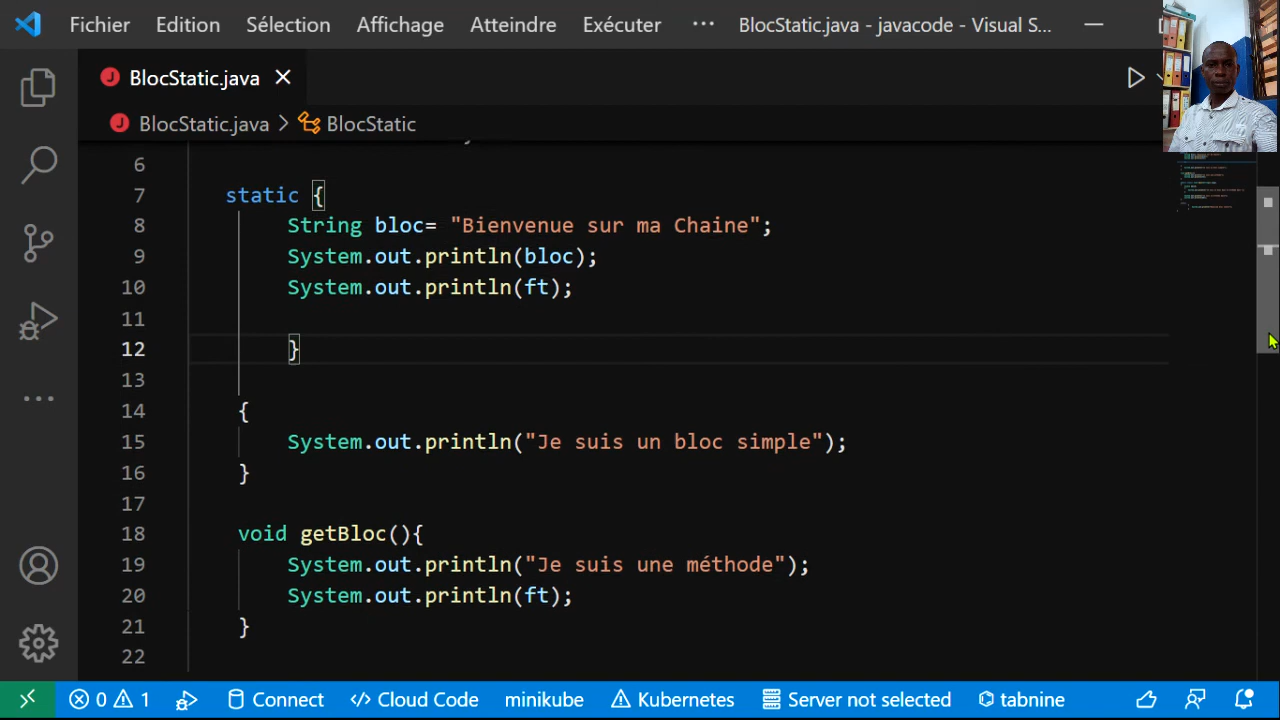 Fichier Edition Sélection Affichage Atteindre Exécuter ··· BlocStatic.java - javacode - Visual S...
BlocStatic.java
BlocStatic.java > BlocStatic
6
7 static {
8 String bloc= "Bienvenue sur ma Chaine";
9 System.out.println(bloc);
10 System.out.println(ft);
11
12 }
13
14 {
15 System.out.println("Je suis un bloc simple");
16 }
17
18 void getBloc(){
19 System.out.println("Je suis une méthode");
20 System.out.println(ft);
21 }
22
0 1 Connect Cloud Code minikube Kubernetes Server not selected tabnine